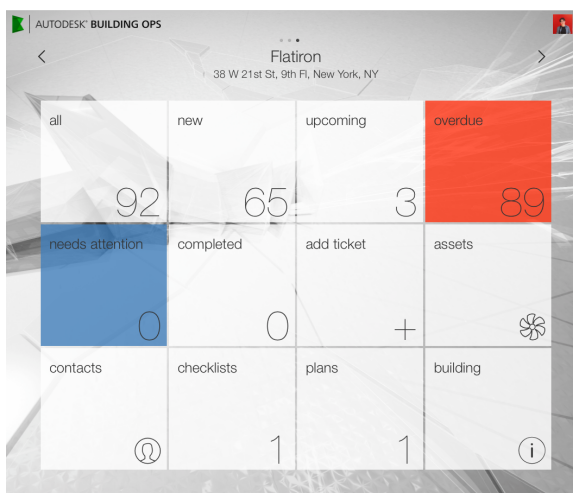 AUTODESK® BUILDING OPS
Flatiron
38 W 21st St, 9th Fl, New York, NY
all
new
upcoming
overdue
92
65
3
89
needs attention
completed
add ticket
assets
0
0
+
contacts
checklists
plans
building
1
1
i